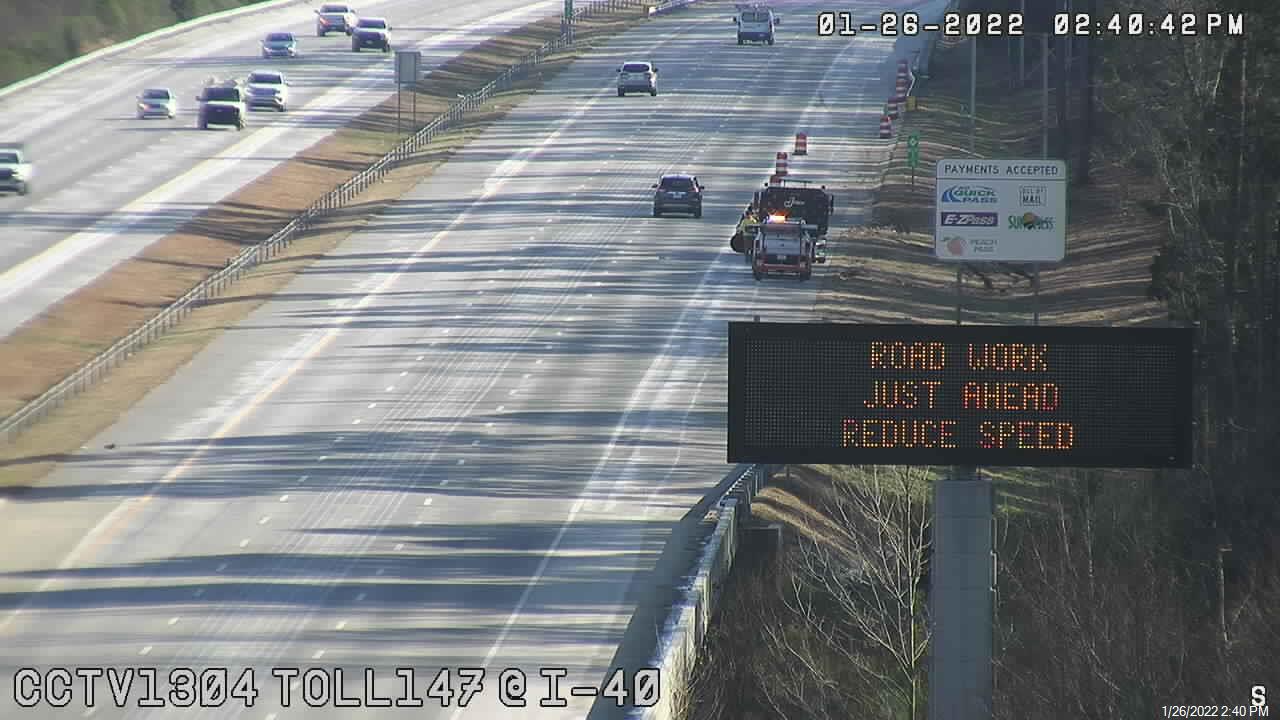 01-26-2022 02:40:42 PM
PAYMENTS ACCEPTED
QUICK PASS
BILL BY MAIL
E-ZPass
SUNPASS
PEACH PASS
ROAD WORK
JUST AHEAD
REDUCE SPEED
CCTV1304 TOLL147 @ I-40
S
1/26/2022 2:40 PM